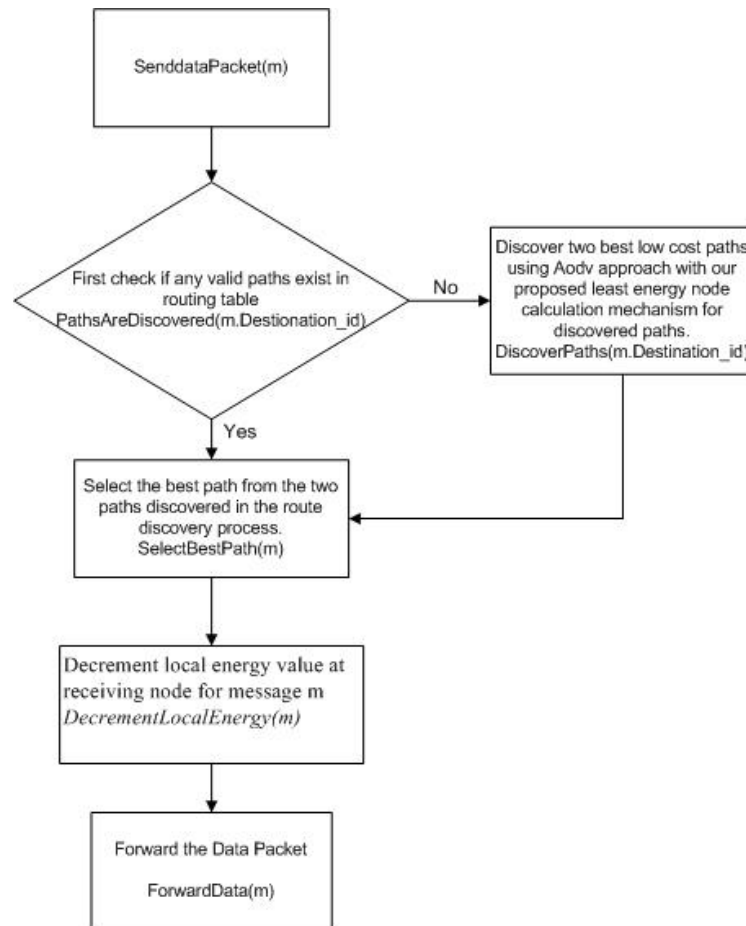 SenddataPacket(m)
First check if any valid paths exist in
routing table
PathsAreDiscovered(m.Destionation_id)
No
Discover two best low cost paths
using Aodv approach with our
proposed least energy node
calculation mechanism for
discovered paths.
DiscoverPaths(m.Destination_id)
Yes
Select the best path from the two
paths discovered in the route
discovery process.
SelectBestPath(m)
Decrement local energy value at
receiving node for message m
DecrementLocalEnergy(m)
Forward the Data Packet
ForwardData(m)